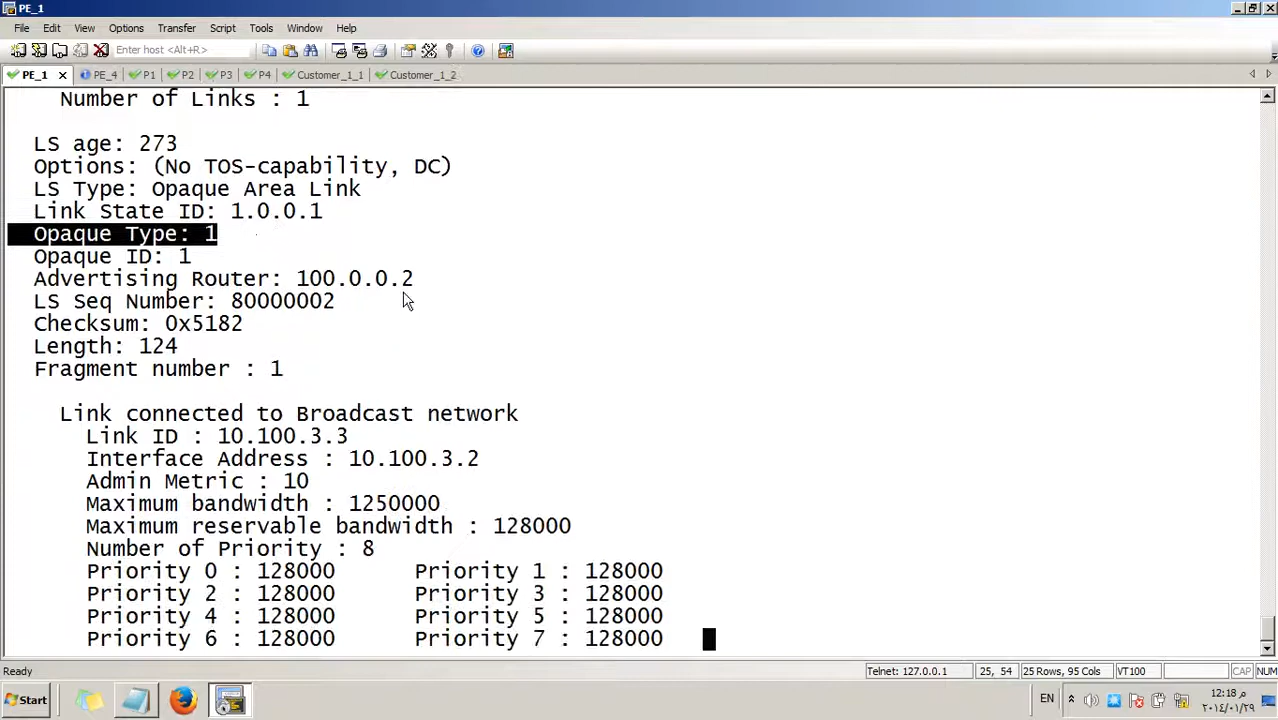 PE_1
File Edit View Options Transfer Script Tools Window Help
Enter host <Alt+R>
PE_1 PE_4 P1 P2 P3 P4 Customer_1_1 Customer_1_2
Number of Links : 1
LS age: 273
Options: (No TOS-capability, DC)
LS Type: Opaque Area Link
Link State ID: 1.0.0.1
Opaque Type: 1
Opaque ID: 1
Advertising Router: 100.0.0.2
LS Seq Number: 80000002
Checksum: 0x5182
Length: 124
Fragment number : 1
Link connected to Broadcast network
Link ID : 10.100.3.3
Interface Address : 10.100.3.2
Admin Metric : 10
Maximum bandwidth : 1250000
Maximum reservable bandwidth : 128000
Number of Priority : 8
Priority 0 : 128000 Priority 1 : 128000
Priority 2 : 128000 Priority 3 : 128000
Priority 4 : 128000 Priority 5 : 128000
Priority 6 : 128000 Priority 7 : 128000
Ready Telnet: 127.0.0.1 25, 54 25 Rows, 95 Cols VT100 CAP NUM
Start EN 12:18 م
٢٠١٤/٠١/٢٩